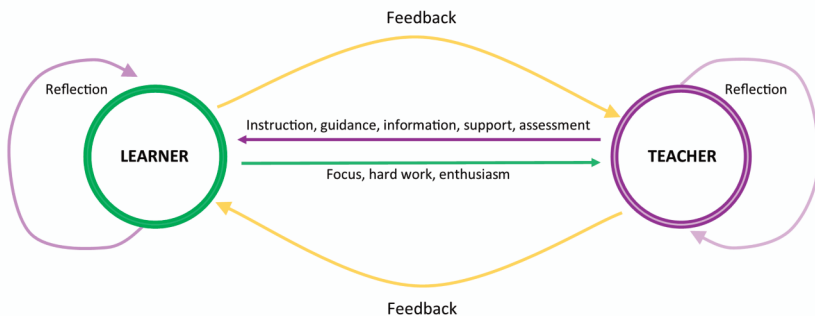 Feedback
Reflection
Reflection
Instruction, guidance, information, support, assessment
LEARNER
TEACHER
Focus, hard work, enthusiasm
Feedback